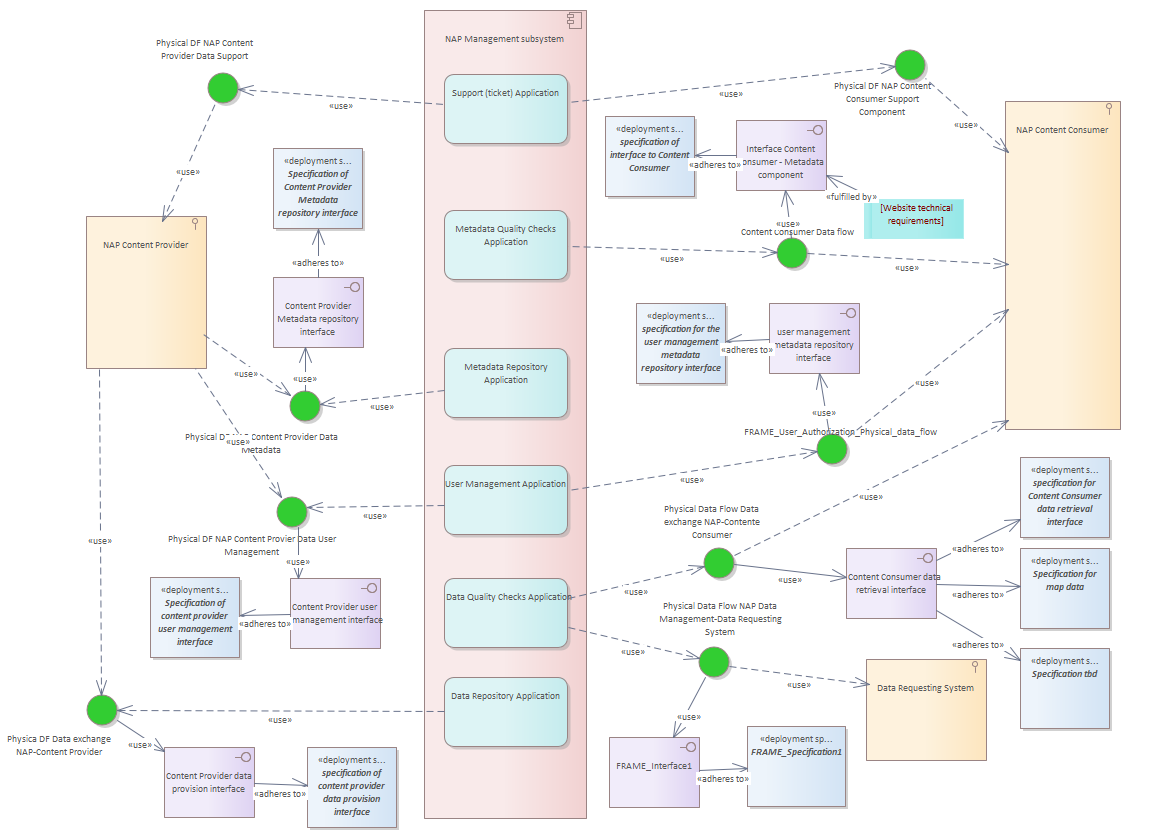 NAP Management subsystem
Physical DF NAP Content
Provider Data Support
Support (ticket) Application
«use»
«use»
Physical DF NAP Content
Consumer Support
Component
«use»
NAP Content Consumer
«use»
«deployment s...
Specification of
Content Provider
Metadata
repository interface
«deployment s...
specification of
interface to Content
Consumer
«adheres to»
Interface Content
onsumer - Metadata
component
«fulfilled by»
[Website technical
requirements]
NAP Content Provider
Metadata Quality Checks
Application
«use»
Content Consumer Data flow
«use»
«use»
«adheres to»
Content Provider
Metadata repository
interface
«deployment s...
specification for the
user management
metadata
repository interface
«adheres to»
user management
metadata repository
interface
«use»
«use»
Metadata Repository
Application
«use»
«use»
«use»
«use»
Physical D
Content Provider Data
Metadata
«use»
FRAME_User_Authorization_Physical_data_flow
User Management Application
«use»
«use»
«use»
Physical DF NAP Content Provier Data User
Management
«use»
«use»
Physical Data Flow Data
exchange NAP-Contente
Consumer
«deployment s...
specification for
Content Consumer
data retrieval
interface
«adheres to»
Content Consumer data
retrieval interface
«use»
«deployment s...
Specification for
map data
«adheres to»
«deployment s...
Specification of
content provider
user management
interface
«adheres to»
Content Provider user
management interface
Data Quality Checks Application
«use»
Physical Data Flow NAP Data
Management-Data Requesting
System
«use»
«adheres to»
«deployment s...
Specification tbd
Data Repository Application
«use»
Data Requesting System
«use»
«use»
Physica DF Data exchange
NAP-Content Provider
«use»
Content Provider data
provision interface
«adheres to»
«deployment s...
specification of
content provider
data provision
interface
FRAME_Interface1
«adheres to»
«deployment sp...
FRAME_Specification1